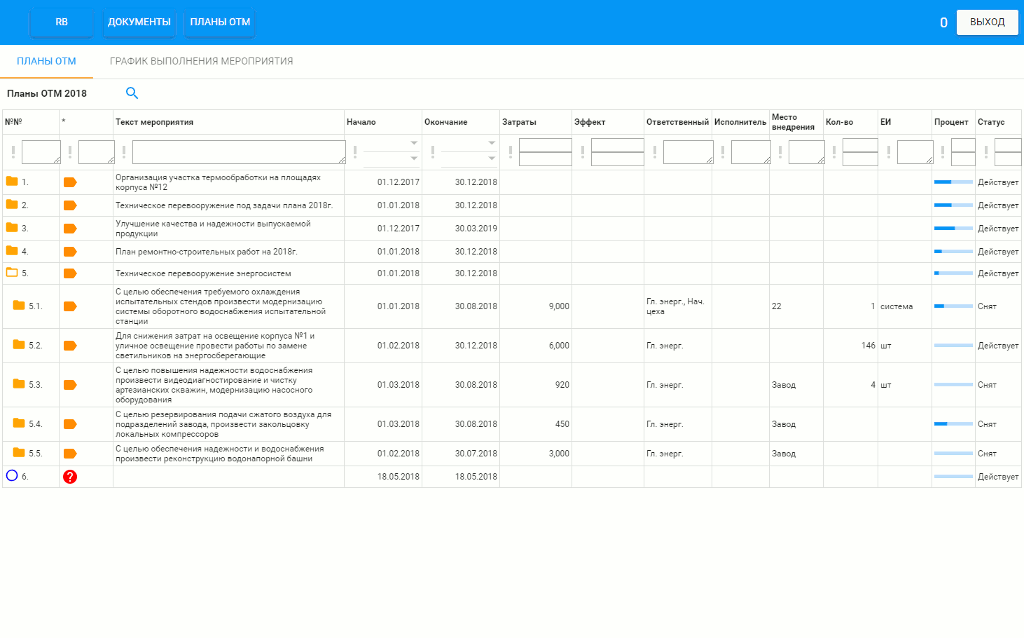 RB ДОКУМЕНТЫ ПЛАНЫ ОТМ 0 ВЫХОД
ПЛАНЫ ОТМ ГРАФИК ВЫПОЛНЕНИЯ МЕРОПРИЯТИЯ
Планы ОТМ 2018
№№ * Текст мероприятия Начало Окончание Затраты Эффект Ответственный Исполнитель Место внедрения Кол-во ЕИ Процент Статус
1. Организация участка термообработки на площадях
корпуса №12 01.12.2017 30.12.2018 Действует
2. Техническое перевооружение под задачи плана 2018г. 01.01.2018 30.12.2018 Действует
3. Улучшение качества и надежности выпускаемой
продукции 01.12.2017 30.03.2019 Действует
4. План ремонтно-строительных работ на 2018г. 01.01.2018 30.12.2018 Действует
5. Техническое перевооружение энергосистем 01.01.2018 30.12.2018 Действует
5.1. С целью обеспечения требуемого охлаждения
испытательных стендов произвести модернизацию
системы оборотного водоснабжения испытательной
станции 01.01.2018 30.08.2018 9,000 Гл. энерг., Нач. цеха 22 1 система Снят
5.2. Для снижения затрат на освещение корпуса №1 и
уличное освещение провести работы по замене
светильников на энергосберегающие 01.02.2018 30.12.2018 6,000 Гл. энерг. 146 шт Действует
5.3. С целью повышения надежности водоснабжения
произвести видеодиагностирование и чистку
артезианских скважин, модернизацию насосного
оборудования 01.03.2018 30.08.2018 920 Гл. энерг. Завод 4 шт Снят
5.4. С целью резервирования подачи сжатого воздуха для
подразделений завода, произвести закольцовку
локальных компрессоров 01.03.2018 30.08.2018 450 Гл. энерг. Завод Снят
5.5. С целью обеспечения надежности и водоснабжения
произвести реконструкцию водонапорной башни 01.02.2018 30.07.2018 3,000 Гл. энерг. Завод Снят
6. ? 18.05.2018 18.05.2018 Действует